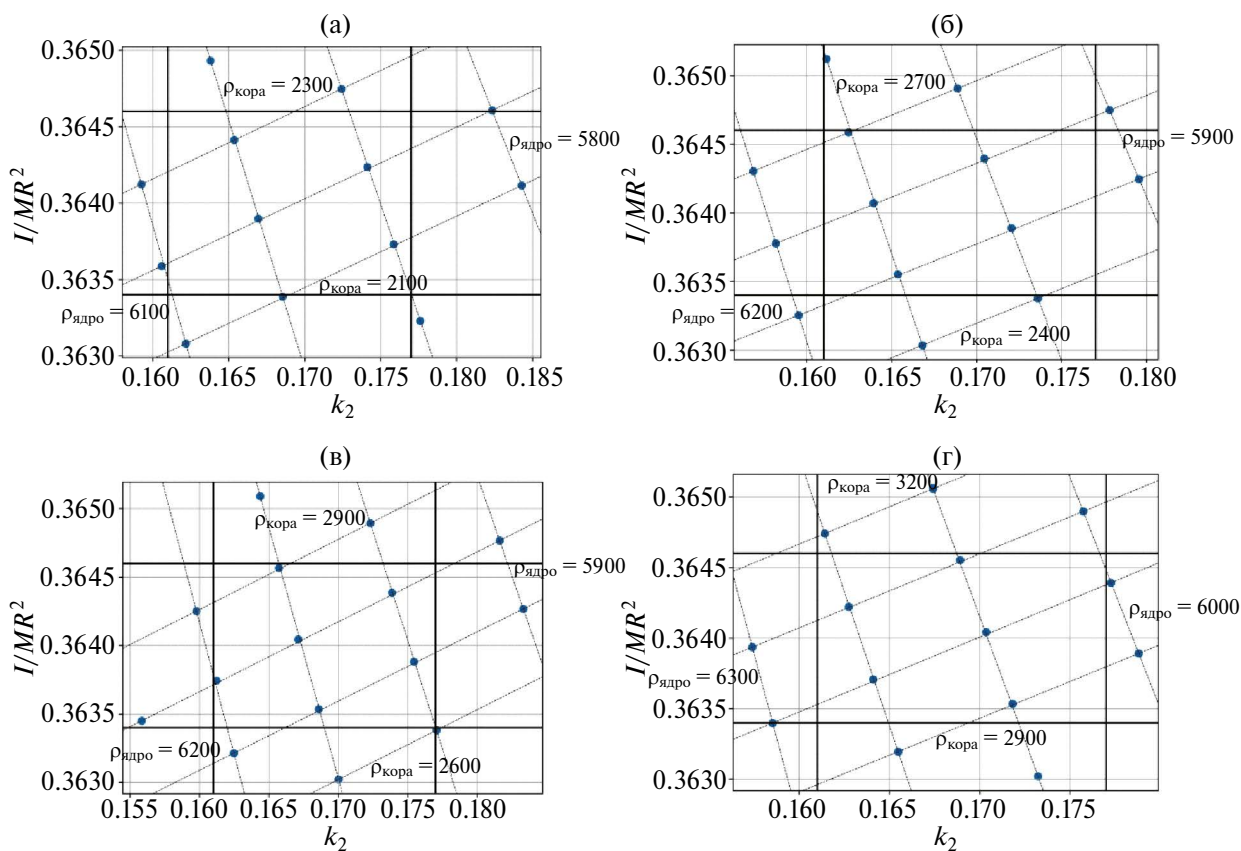 (а)
0.3650
0.3645
0.3640
0.3635
0.3630
I/MR²
ρкора = 2300
ρядро = 5800
ρкора = 2100
ρядро = 6100
0.160 0.165 0.170 0.175 0.180 0.185
k₂
(б)
0.3650
0.3645
0.3640
0.3635
0.3630
I/MR²
ρкора = 2700
ρядро = 5900
ρядро = 6200
ρкора = 2400
0.160 0.165 0.170 0.175 0.180
k₂
(в)
0.3650
0.3645
0.3640
0.3635
0.3630
I/MR²
ρкора = 2900
ρядро = 5900
ρядро = 6200
ρкора = 2600
0.155 0.160 0.165 0.170 0.175 0.180
k₂
(г)
0.3650
0.3645
0.3640
0.3635
0.3630
I/MR²
ρкора = 3200
ρядро = 6000
ρядро = 6300
ρкора = 2900
0.160 0.165 0.170 0.175
k₂